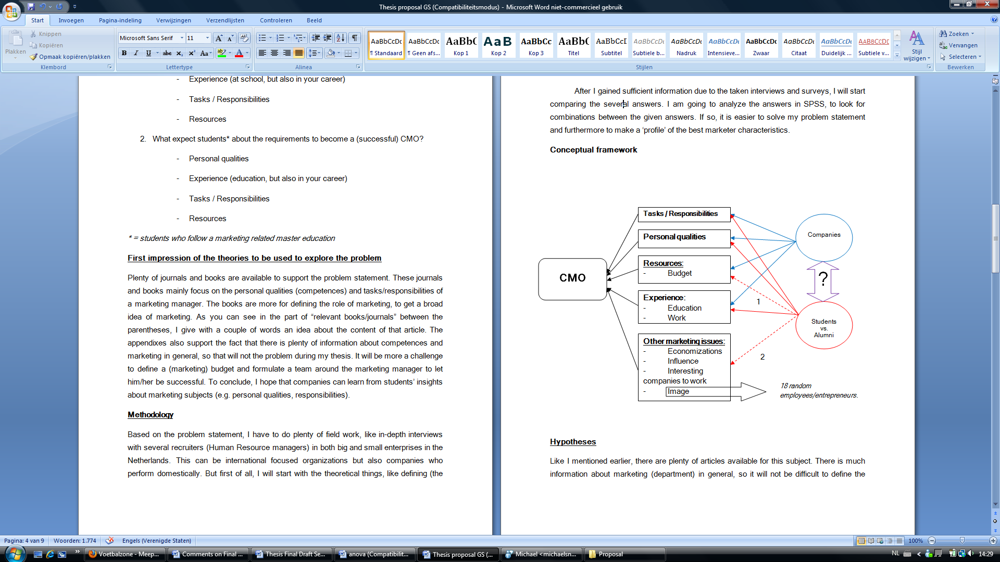 Thesis proposal GS (Compatibiliteitsmodus) - Microsoft Word niet-commercieel gebruik
Start Invoegen Pagina-indeling Verwijzingen Verzendlijsten Controleren Beeld
Plakken
Knippen
Kopiëren
Opmaak kopiëren/plakken
Klembord
Microsoft Sans Serif 11
Lettertype
Alinea
AaBbCcDc AaBbCcDc AaBbC AaB AaBbCc AaBbC AaBbCcI AaBbCcDc AaBbCcDc AaBbCcDc AaBbCcDc AaBbCcDc AaBbCcDc AABBCCDD
¶ Standaard ¶ Geen afs... Kop 1 Kop 2 Kop 3 Titel Subtitel Subtiele b... Nadruk Intensieve... Zwaar Citaat Duidelijk ... Subtiele v...
Stijl wijzigen
Stijlen
Zoeken
Vervangen
Selecteren
Bewerken
- Experience (at school, but also in your career)
- Tasks / Responsibilities
- Resources
2. What expect students* about the requirements to become a (successful) CMO?
- Personal qualities
- Experience (education, but also in your career)
- Tasks / Responsibilities
- Resources
* = students who follow a marketing related master education
First impression of the theories to be used to explore the problem
Plenty of journals and books are available to support the problem statement. These journals
and books mainly focus on the personal qualities (competences) and tasks/responsibilities of
a marketing manager. The books are more for defining the role of marketing, to get a broad
idea of marketing. As you can see in the part of “relevant books/journals” between the
parentheses, I give with a couple of words an idea about the content of that article. The
appendixes also support the fact that there is plenty of information about competences and
marketing in general, so that will not the problem during my thesis. It will be more a challenge
to define a (marketing) budget and formulate a team around the marketing manager to let
him/her be successful. To conclude, I hope that companies can learn from students’ insights
about marketing subjects (e.g. personal qualities, responsibilities).
Methodology
Based on the problem statement, I have to do plenty of field work, like in-depth interviews
with several recruiters (Human Resource managers) in both big and small enterprises in the
Netherlands. This can be international focused organizations but also companies who
perform domestically. But first of all, I will start with the theoretical things, like defining (the
After I gained sufficient information due to the taken interviews and surveys, I will start
comparing the several answers. I am going to analyze the answers in SPSS, to look for
combinations between the given answers. If so, it is easier to solve my problem statement
and furthermore to make a ‘profile’ of the best marketer characteristics.
Conceptual framework
CMO
Tasks / Responsibilities
Personal qualities
Resources:
- Budget
Experience:
- Education
- Work
Other marketing issues:
- Economizations
- Influence
- Interesting
companies to work
- Image
Companies
?
Students
vs.
Alumni
1
2
18 random
employees/entrepreneurs.
Hypotheses
Like I mentioned earlier, there are plenty of articles available for this subject. There is much
information about marketing (department) in general, so it will not be difficult to define the
Pagina: 4 van 9 Woorden: 1.774 Engels (Verenigde Staten) 100%
Voetbalzone - Meep... Comments on Final ... Thesis Final Draft Se... anova (Compatibilit... Thesis proposal GS (... Michael <michaelsn... Proposal NL 14:29